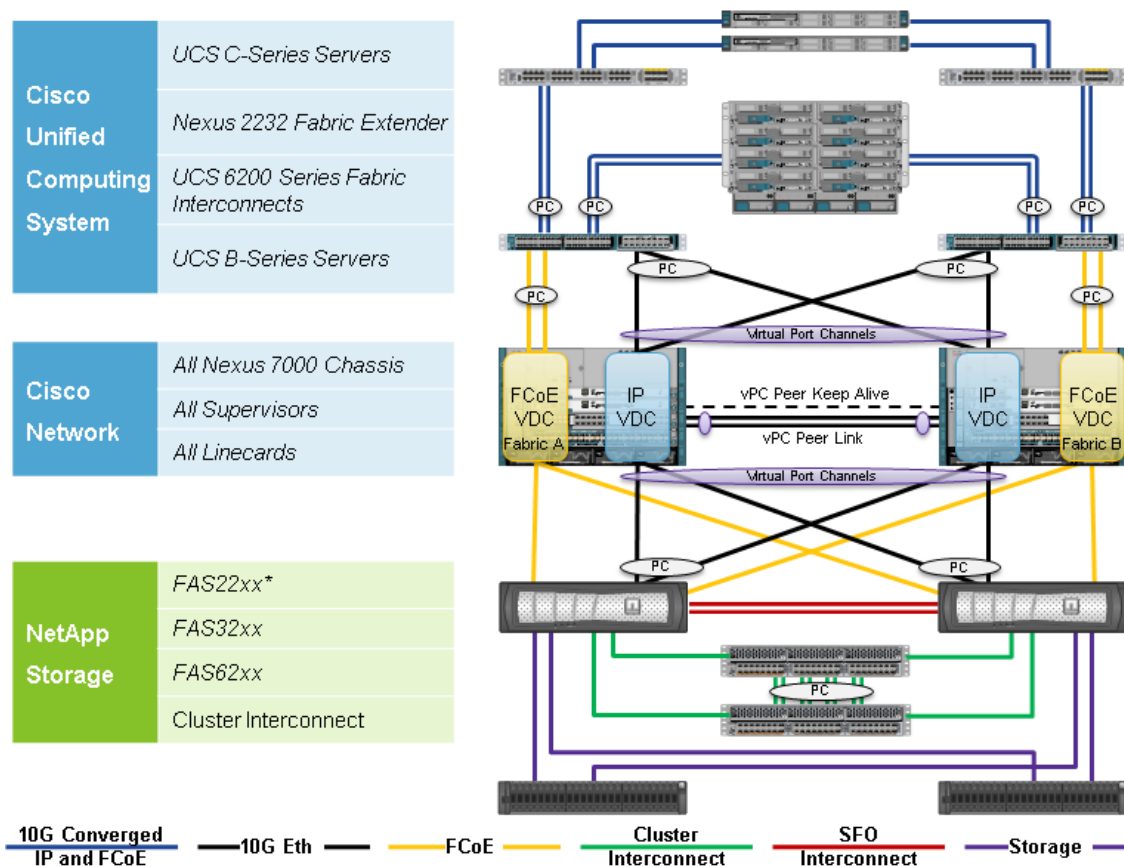 Cisco
Unified
Computing
System
UCS C-Series Servers
Nexus 2232 Fabric Extender
UCS 6200 Series Fabric
Interconnects
UCS B-Series Servers
PC
PC
PC
PC
PC
PC
PC
PC
Virtual Port Channels
Cisco
Network
All Nexus 7000 Chassis
All Supervisors
All Linecards
FCoE
VDC
Fabric A
IP
VDC
vPC Peer Keep Alive
vPC Peer Link
IP
VDC
FCoE
VDC
Fabric B
Virtual Port Channels
PC
PC
NetApp
Storage
FAS22xx*
FAS32xx
FAS62xx
Cluster Interconnect
PC
10G Converged
IP and FCoE
10G Eth
FCoE
Cluster
Interconnect
SFO
Interconnect
Storage